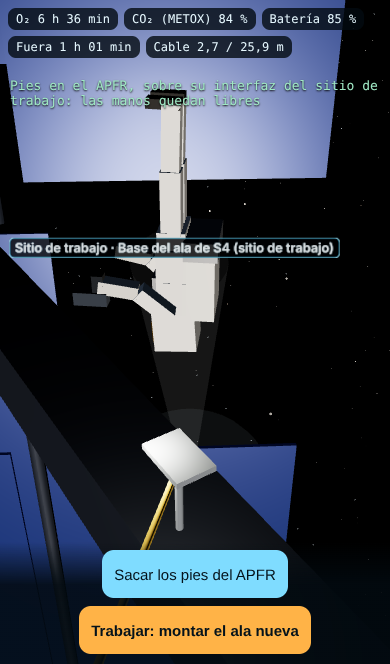 O₂ 6 h 36 min
CO₂ (METOX) 84 %
Batería 85 %
Fuera 1 h 01 min
Cable 2,7 / 25,9 m
Pies en el APFR, sobre su interfaz del sitio de
trabajo: las manos quedan libres
Sitio de trabajo · Base del ala de S4 (sitio de trabajo)
Sacar los pies del APFR
Trabajar: montar el ala nueva